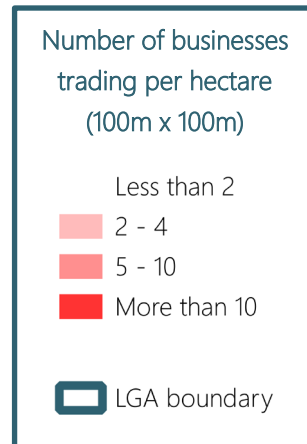 Number of businesses
trading per hectare
(100m x 100m)
Less than 2
2 - 4
5 - 10
More than 10
LGA boundary